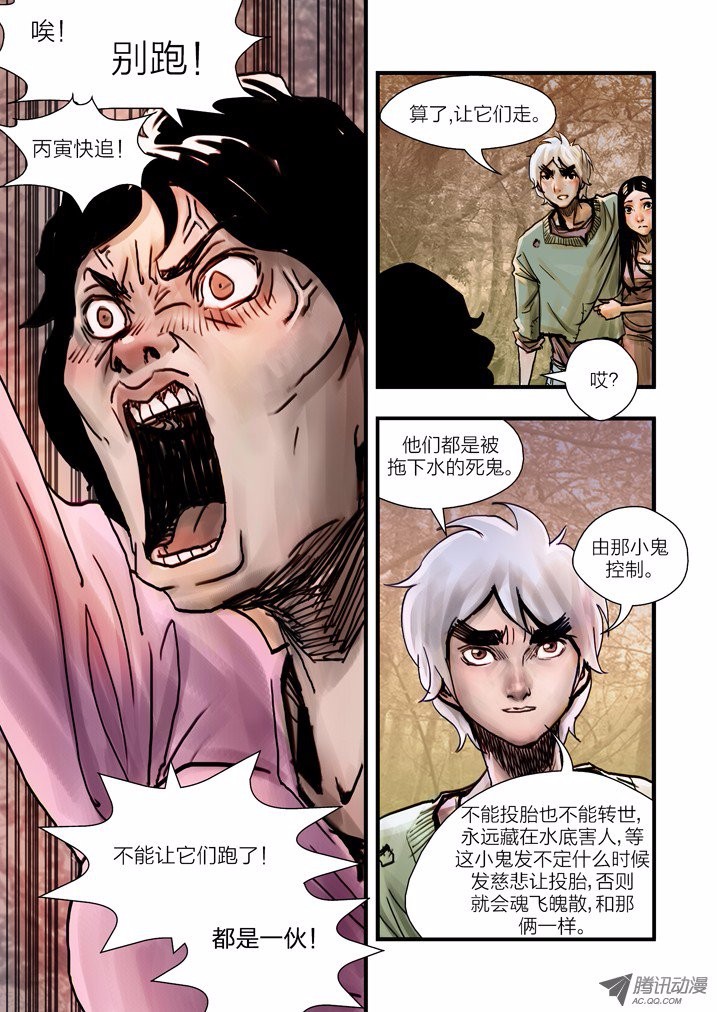 唉！
别跑！
丙寅快追！
不能让它们跑了！
都是一伙！
算了,让它们走。
哎？
他们都是被
拖下水的死鬼。
由那小鬼
控制。
不能投胎也不能转世,
永远藏在水底害人,等
这小鬼发不定什么时候
发慈悲让投胎,否则
就会魂飞魄散,和那
俩一样。
腾讯动漫
AC.QQ.COM